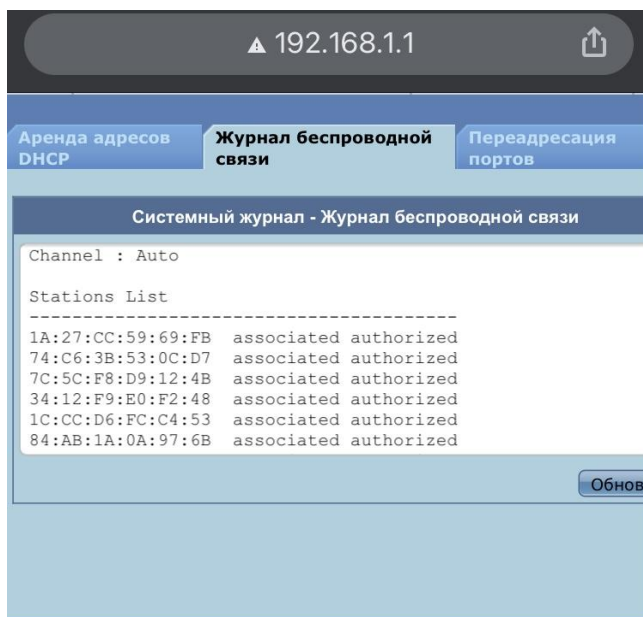 192.168.1.1
Аренда адресов
DHCP
Журнал беспроводной
связи
Переадресация
портов
Системный журнал - Журнал беспроводной связи
Channel : Auto
Stations List
-----------------------------------------
1A:27:CC:59:69:FB associated authorized
74:C6:3B:53:0C:D7 associated authorized
7C:5C:F8:D9:12:4B associated authorized
34:12:F9:E0:F2:48 associated authorized
1C:CC:D6:FC:C4:53 associated authorized
84:AB:1A:0A:97:6B associated authorized
Обнов